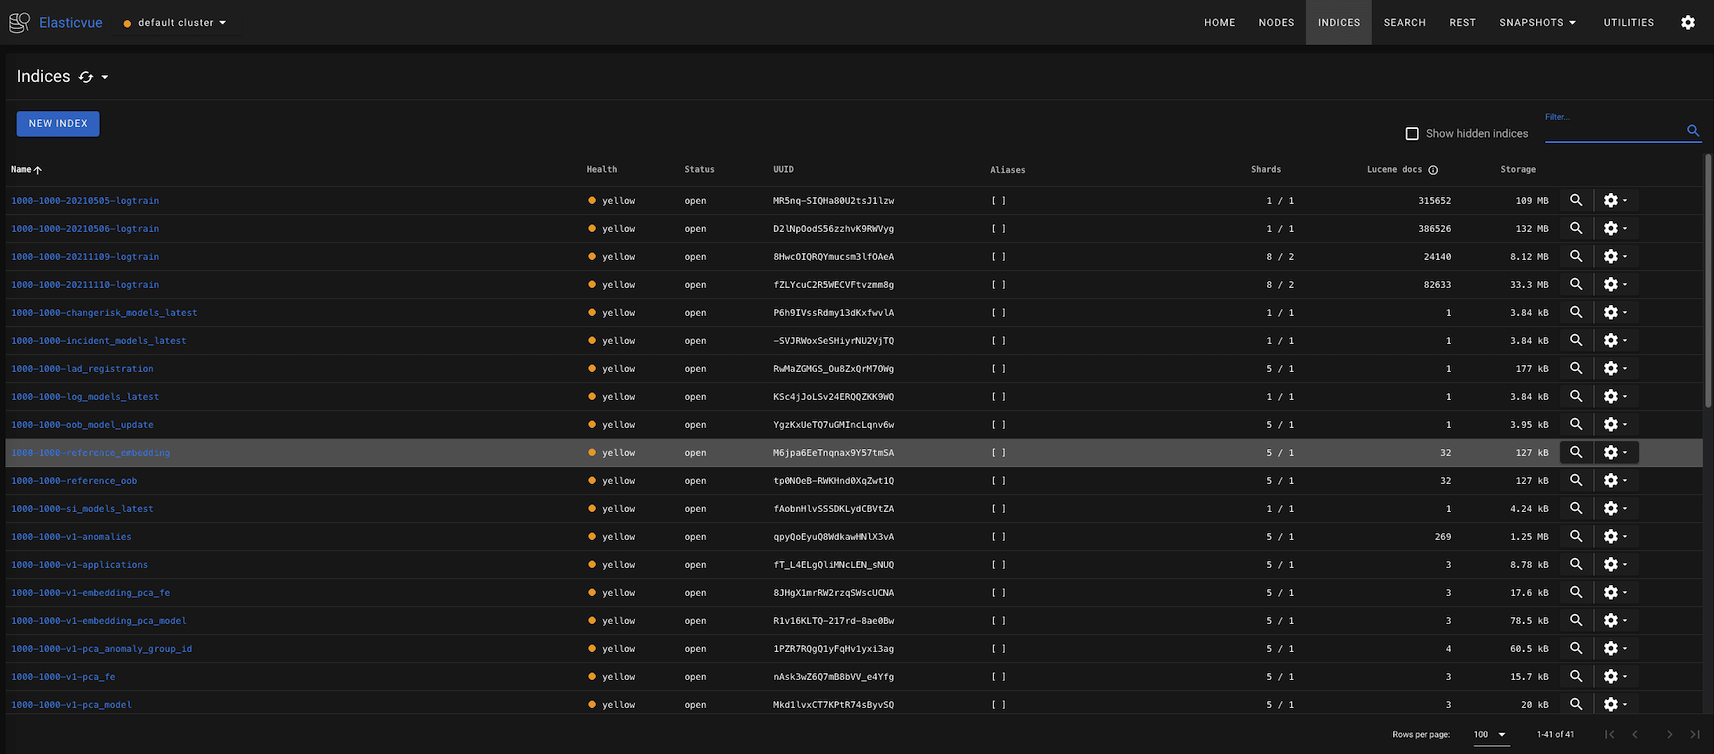 Elasticvue default cluster HOME NODES INDICES SEARCH REST SNAPSHOTS UTILITIES
Indices
NEW INDEX
Show hidden indices Filter...
Name Health Status UUID Aliases Shards Lucene docs Storage
1000-1000-20210505-logtrain yellow open MR5nq-SIQHa80U2tsJ1lzw [ ] 1 / 1 315652 109 MB
1000-1000-20210506-logtrain yellow open D2lNpOodS56zzhvK9RWVyg [ ] 1 / 1 386526 132 MB
1000-1000-20211109-logtrain yellow open 8HwcOIQRQYmucsm3lfOAeA [ ] 8 / 2 24140 8.12 MB
1000-1000-20211110-logtrain yellow open fZLYcuC2R5WECVFtvzmm8g [ ] 8 / 2 82633 33.3 MB
1000-1000-changerisk_models_latest yellow open P6h9IVssRdmy13dKxfwvlA [ ] 1 / 1 1 3.84 kB
1000-1000-incident_models_latest yellow open -SVJRWoxSeSHiyrNU2VjTQ [ ] 1 / 1 1 3.84 kB
1000-1000-lad_registration yellow open RwMaZGMGS_Ou8ZxQrM7OWg [ ] 5 / 1 1 177 kB
1000-1000-log_models_latest yellow open KSc4jJoLSv24ERQQZKK9WQ [ ] 1 / 1 1 3.84 kB
1000-1000-oob_model_update yellow open YgzKxUeTQ7uGMIncLqnv6w [ ] 5 / 1 1 3.95 kB
1000-1000-reference_embedding yellow open M6jpa6EeTnqnax9Y57tmSA [ ] 5 / 1 32 127 kB
1000-1000-reference_oob yellow open tp0NOeB-RWKHnd0XqZwt1Q [ ] 5 / 1 32 127 kB
1000-1000-si_models_latest yellow open fAobnHlvSSSDKLydCBVtZA [ ] 1 / 1 1 4.24 kB
1000-1000-v1-anomalies yellow open qpyQoEyuQ8WdkawHNlX3vA [ ] 5 / 1 269 1.25 MB
1000-1000-v1-applications yellow open fT_L4ELgQliMNcLEN_sNUQ [ ] 5 / 1 3 8.78 kB
1000-1000-v1-embedding_pca_fe yellow open 8JHgX1mrRW2rzqSWscUCNA [ ] 5 / 1 3 17.6 kB
1000-1000-v1-embedding_pca_model yellow open R1v16KLTQ-217rd-8ae0Bw [ ] 5 / 1 3 78.5 kB
1000-1000-v1-pca_anomaly_group_id yellow open 1PZR7RQgQ1yFqHv1yxi3ag [ ] 5 / 1 4 60.5 kB
1000-1000-v1-pca_fe yellow open nAsk3wZ6Q7mB8bVV_e4Yfg [ ] 5 / 1 3 15.7 kB
1000-1000-v1-pca_model yellow open Mkd1lvxCT7KPtR74sByvSQ [ ] 5 / 1 3 20 kB
Rows per page: 100 1-41 of 41